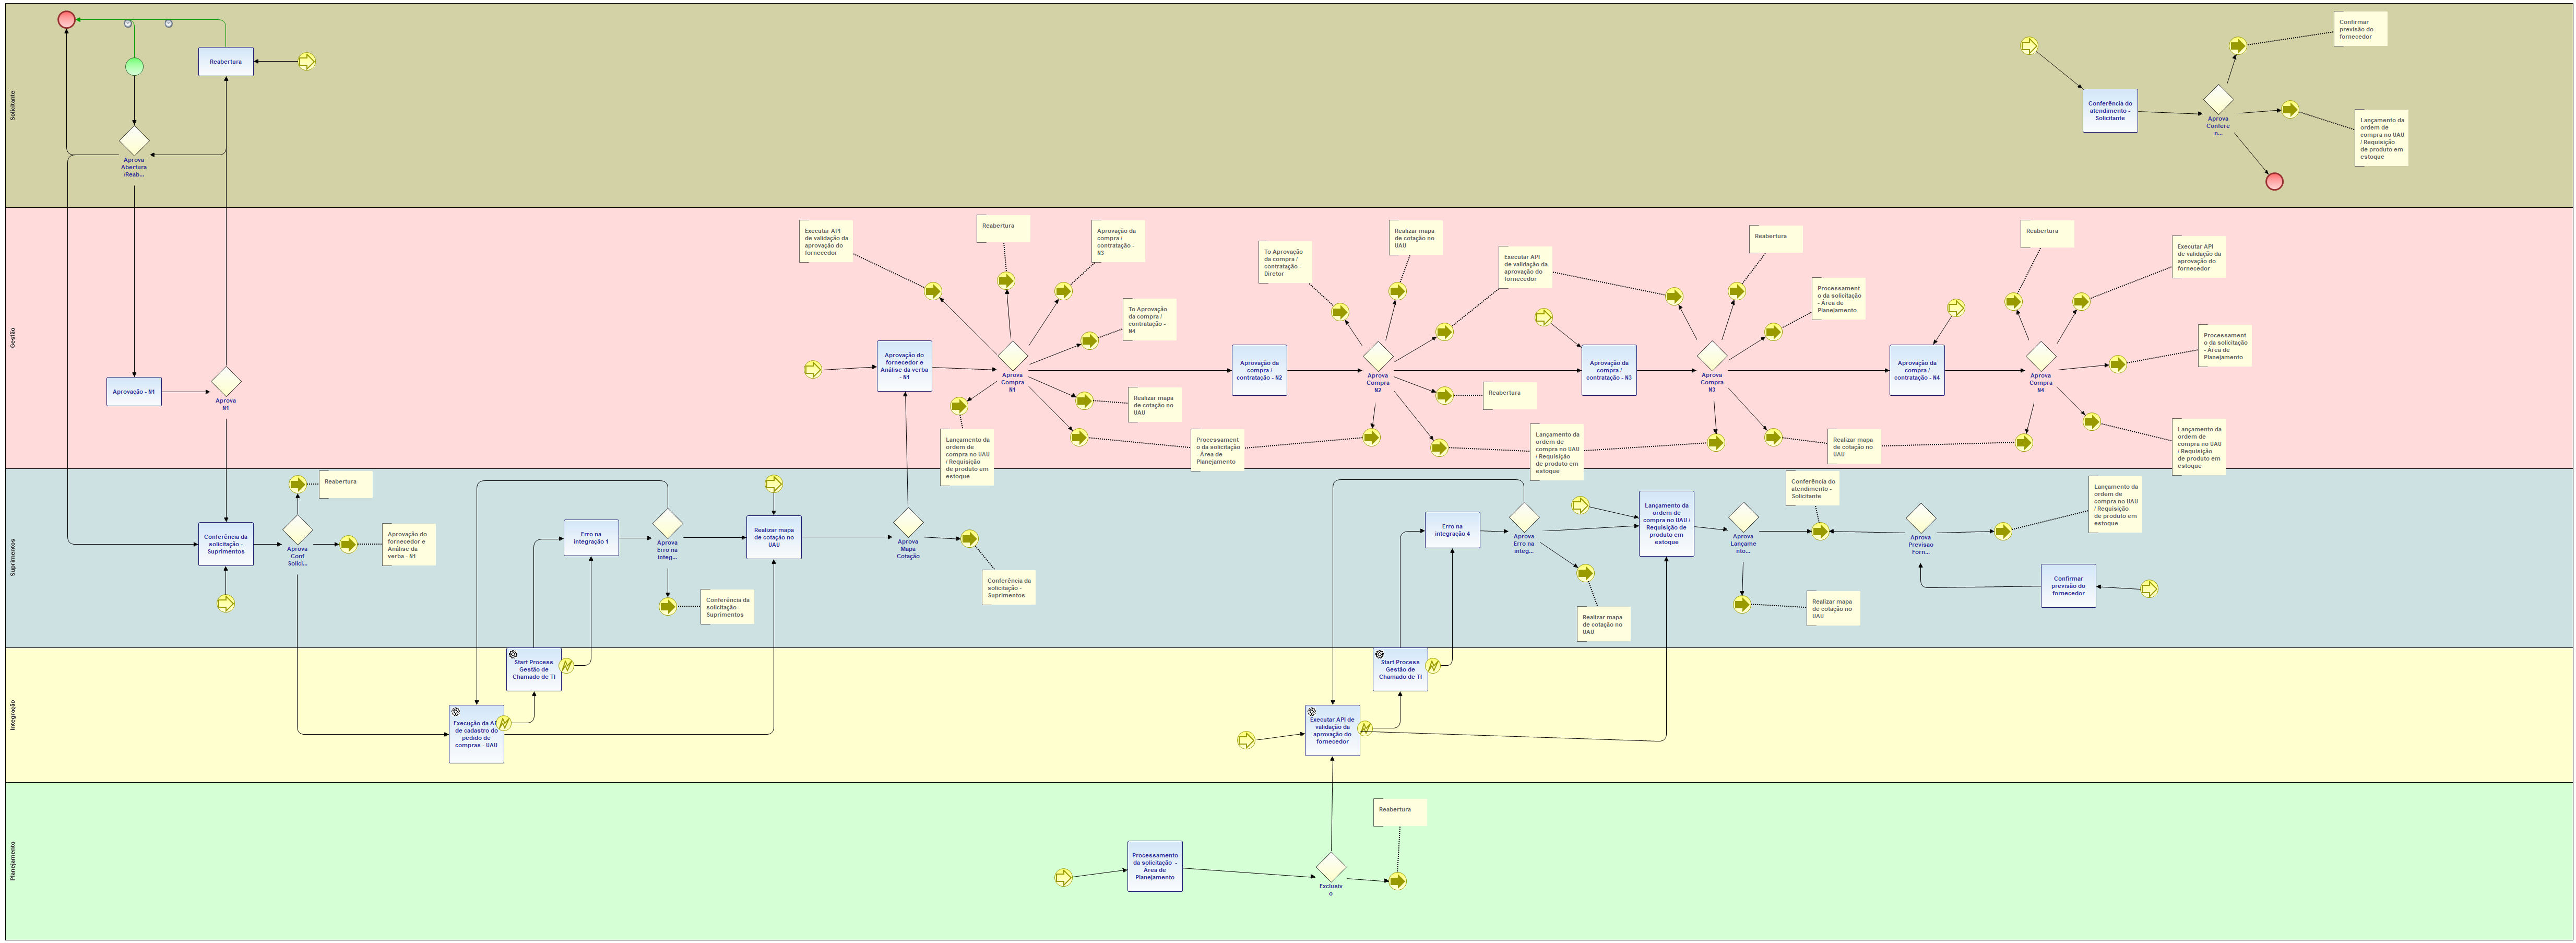 Solicitante
Reabertura
Aprova
Abertura
/Reab...
Conferência do
atendimento -
Solicitante
Aprova
Confere
n...
Confirmar
previsão do
fornecedor
Lançamento da
ordem de
compra no UAU
/ Requisição
de produto em
estoque
Gestão
Aprovação - N1
Aprova
N1
Executar API
de validação da
aprovação do
fornecedor
Reabertura
Aprovação da
compra /
contratação -
N3
To Aprovação
da compra /
contratação -
N4
Aprovação do
fornecedor e
Análise da verba
- N1
Aprova
Compra
N1
Realizar mapa
de cotação no
UAU
Lançamento da
ordem de
compra no UAU
/ Requisição
de produto em
estoque
Processament
o da solicitação
- Área de
Planejamento
To Aprovação
da compra /
contratação -
Diretor
Realizar mapa
de cotação no
UAU
Executar API
de validação da
aprovação do
fornecedor
Aprovação da
compra /
contratação - N2
Aprova
Compra
N2
Reabertura
Lançamento da
ordem de
compra no UAU
/ Requisição
de produto em
estoque
Aprovação da
compra /
contratação - N3
Aprova
Compra
N3
Reabertura
Processament
o da solicitação
- Área de
Planejamento
Realizar mapa
de cotação no
UAU
Aprovação da
compra /
contratação - N4
Aprova
Compra
N4
Reabertura
Executar API
de validação da
aprovação do
fornecedor
Processament
o da solicitação
- Área de
Planejamento
Lançamento da
ordem de
compra no UAU
/ Requisição
de produto em
estoque
Suprimentos
Conferência da
solicitação -
Suprimentos
Aprova
Conf
Solici...
Reabertura
Aprovação do
fornecedor e
Análise da
verba - N1
Erro na
integração 1
Aprova
Erro na
integ...
Conferência da
solicitação -
Suprimentos
Realizar mapa
de cotação no
UAU
Aprova
Mapa
Cotação
Conferência da
solicitação -
Suprimentos
Erro na
integração 4
Aprova
Erro na
integ...
Realizar mapa
de cotação no
UAU
Lançamento da
ordem de
compra no UAU /
Requisição de
produto em
estoque
Aprova
Lançame
nto...
Conferência do
atendimento -
Solicitante
Realizar mapa
de cotação no
UAU
Aprova
Previsao
Forn...
Lançamento da
ordem de
compra no UAU
/ Requisição
de produto em
estoque
Confirmar
previsão do
fornecedor
Integração
Start Process
Gestão de
Chamado de TI
Execução da AP
de cadastro do
pedido de
compras - UAU
Start Process
Gestão de
Chamado de TI
Executar API de
validação da
aprovação do
fornecedor
Planejamento
Processamento
da solicitação -
Área de
Planejamento
Exclusiv
o
Reabertura